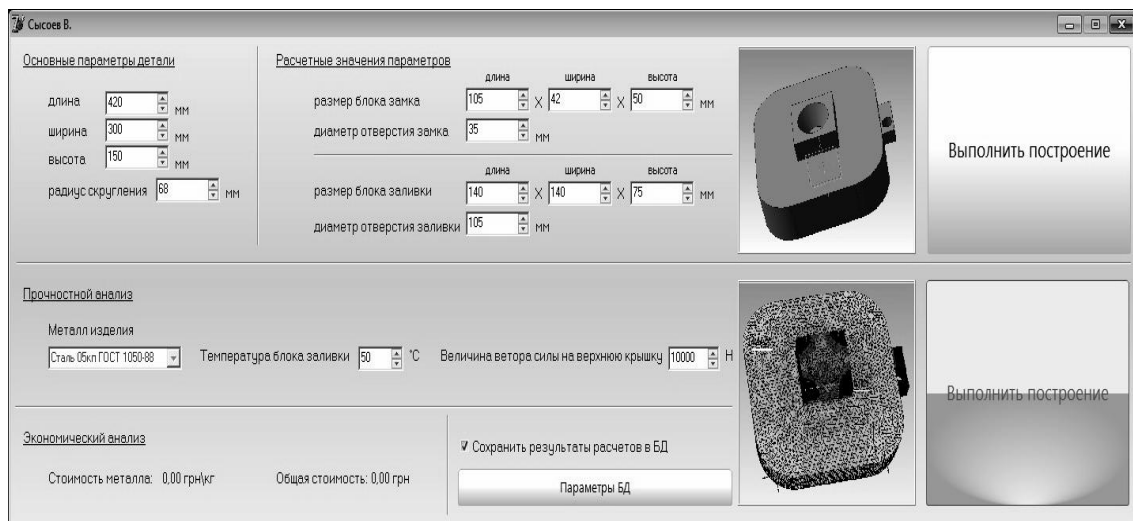 Сысоев В.
Основные параметры детали
длина 420 мм
ширина 300 мм
высота 150 мм
радиус скругления 68 мм
Расчетные значения параметров
длина ширина высота
размер блока замка 105 X 42 X 50 мм
диаметр отверстия замка 35 мм
длина ширина высота
размер блока заливки 140 X 140 X 75 мм
диаметр отверстия заливки 105 мм
Выполнить построение
Прочностной анализ
Металл изделия
Сталь 05кп ГОСТ 1050-88 Температура блока заливки 50 °C Величина ветора силы на верхнюю крышку 10000 Н
Выполнить построение
Экономический анализ
Стоимость металла: 0,00 грн\кг Общая стоимость: 0,00 грн
Сохранить результаты расчетов в БД
Параметры БД